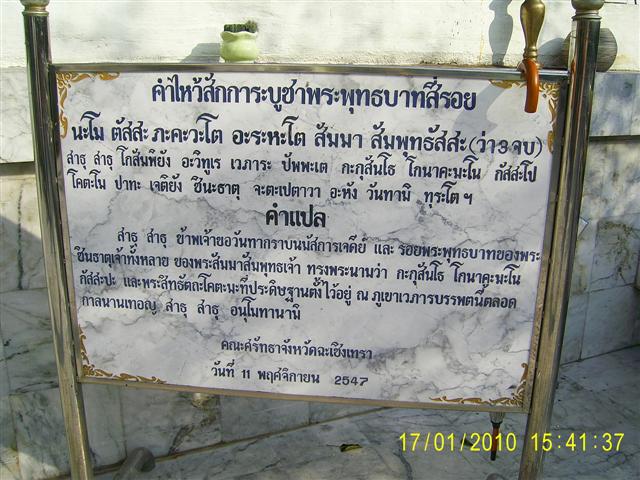 คำไหว้สักการะบูชาพระพุทธบาทสี่รอย
นะโม ตัสสะ ภะคะวะโต อะระหะโต สัมมา สัมพุทธัสสะ(ว่า 3 จบ)
สาธุ สาธุ โกสัมพิยัง อะวิทูเร เวภาระ ปัพพะเต กะกุสันโธ โกนาคะมะโน กัสสะโป
โคตะโน ปาทะ เจติยัง ชินะธาตุ จะตะเปตาวา อะหัง วันทามิ ทุระโต ฯ
คำแปล
สาธุ สาธุ ข้าพเจ้าขอวันทากราบนมัสการเจดีย์ และ รอยพระพุทธบาทของพระ
ชินธาตุเจ้าทั้งหลาย ของพระสัมมาสัมพุทธเจ้า ทรงพระนามว่า กะกุสันโธ โกนาคะมะโน
กัสสะปะ และพระสิทธัตถะโคตะมะที่ประดิษฐานตั้งไว้อยู่ ณ ภูเขาเวภารบรรพตนี้ตลอด
กาลนานเทอญ สาธุ สาธุ อนุโมทานามิ
คณะศรัทธาจังหวัดฉะเชิงเทรา
วันที่ 11 พฤศจิกายน 2547
17/01/2010 15:41:37